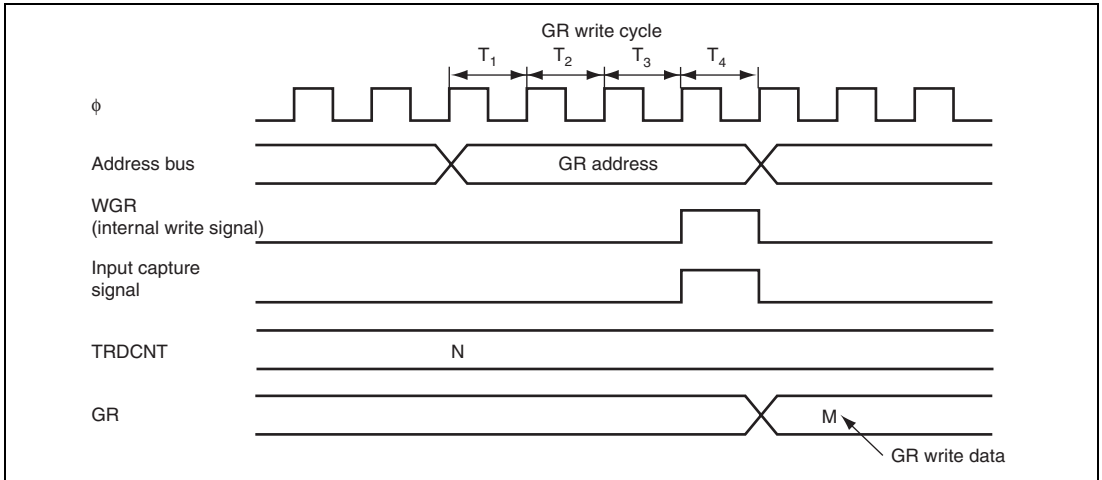 GR write cycle
T1 T2 T3 T4
ϕ
Address bus
GR address
WGR
(internal write signal)
Input capture
signal
TRDCNT
N
GR
M
GR write data